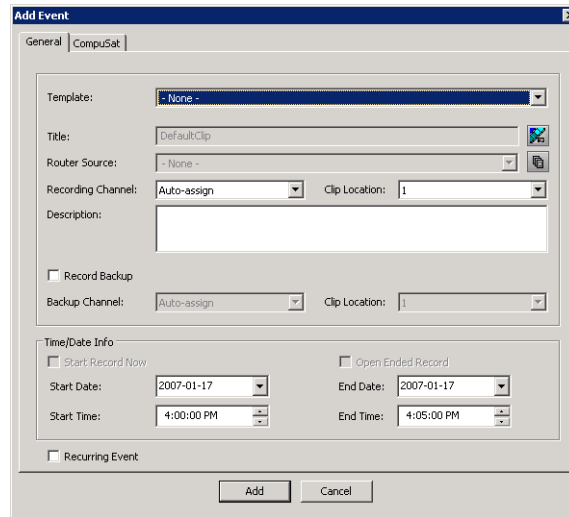 Add Event
General CompuSat
Template: - None -
Title: DefaultClip
Router Source: - None -
Recording Channel: Auto-assign Clip Location: 1
Description:
Record Backup
Backup Channel: Auto-assign Clip Location: 1
Time/Date Info
Start Record Now Open Ended Record
Start Date: 2007-01-17 End Date: 2007-01-17
Start Time: 4:00:00 PM End Time: 4:05:00 PM
Recurring Event
Add Cancel